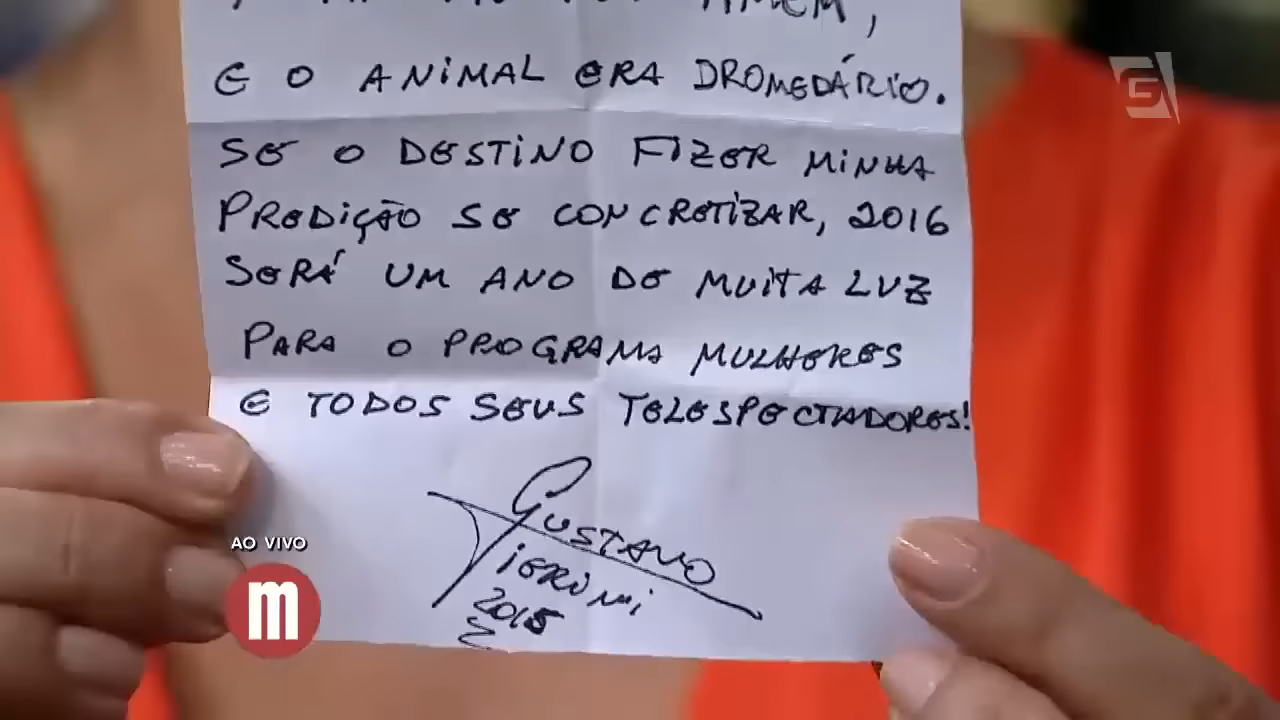 E O ANIMAL ERA DROMEDÁRIO.
SE O DESTINO FIZER MINHA
PREDIÇÃO SE CONCRETIZAR, 2016
SERÁ UM ANO DE MUITA LUZ
PARA O PROGRAMA MULHERES
E TODOS SEUS TELESPECTADORES!
GUSTAVO
IERONMI
2015
AO VIVO
m
G